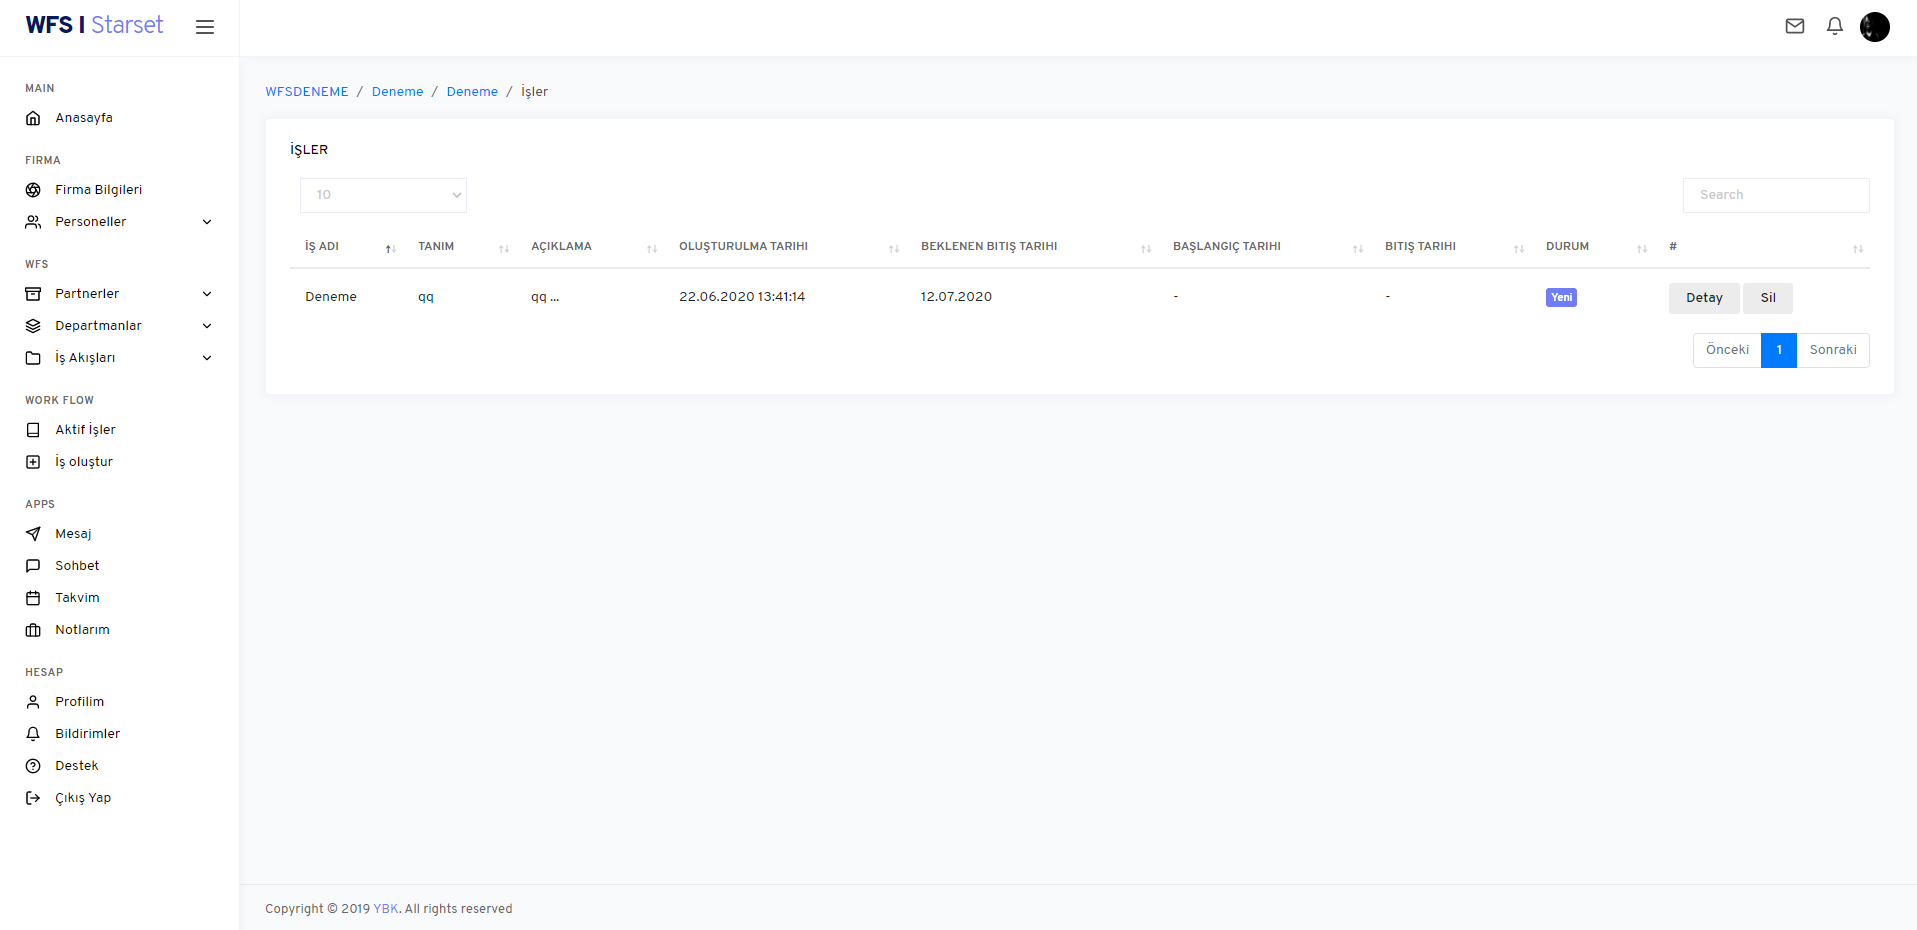 WFS I Starset
MAIN
Anasayfa
FIRMA
Firma Bilgileri
Personeller
WFS
Partnerler
Departmanlar
İş Akışları
WORK FLOW
Aktif İşler
İş oluştur
APPS
Mesaj
Sohbet
Takvim
Notlarım
HESAP
Profilim
Bildirimler
Destek
Çıkış Yap
WFSDENEME / Deneme / Deneme / İşler
İŞLER
10 Search
İŞ ADI TANIM AÇIKLAMA OLUŞTURULMA TARIHI BEKLENEN BITIŞ TARIHI BAŞLANGIÇ TARIHI BITIŞ TARIHI DURUM #
Deneme qq qq ... 22.06.2020 13:41:14 12.07.2020 - - Yeni Detay Sil
Önceki 1 Sonraki
Copyright © 2019 YBK. All rights reserved